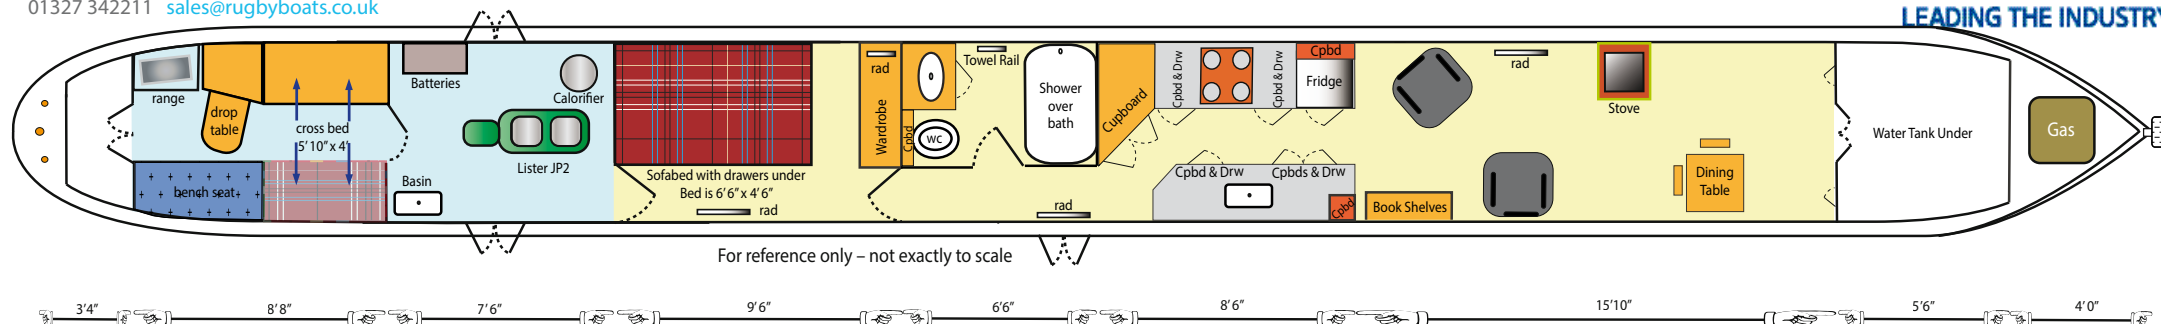 01327 342211 sales@rugbyboats.co.uk
LEADING THE INDUSTRY
range
drop
table
cross bed
5' 10" x 4'
bench seat
Batteries
Basin
Calorifier
Lister JP2
Sofabed with drawers under
Bed is 6' 6" x 4' 6"
rad
rad
Wardrobe
Cpbd
WC
Towel Rail
rad
Shower
over
bath
Cupboard
Cpbd & Drw
Cpbd & Drw
Cpbd
Fridge
Cpbd & Drw
Cpbds & Drw
Cpbd
Book Shelves
rad
Stove
Dining
Table
Water Tank Under
Gas
For reference only – not exactly to scale
3'4"
8' 8"
7' 6"
9' 6"
6'6"
8' 6"
15'10"
5'6"
4' 0"